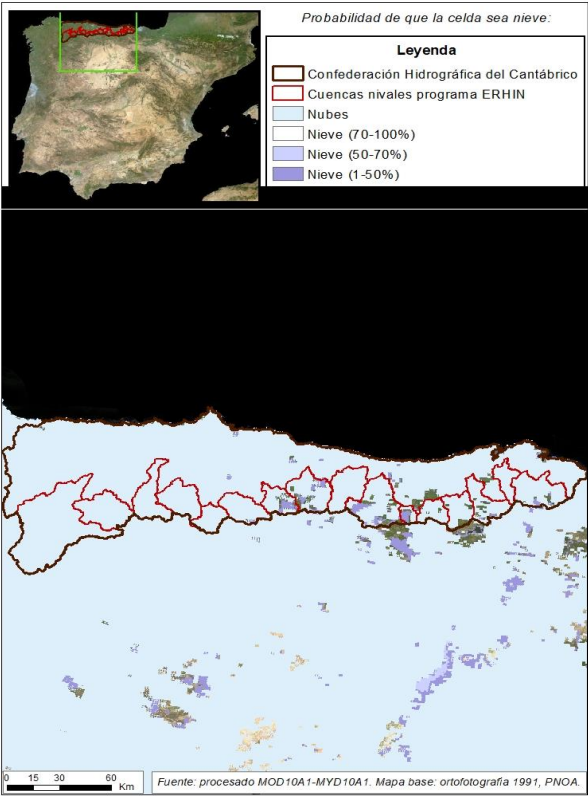 Probabilidad de que la celda sea nieve:
Leyenda
Confederación Hidrográfica del Cantábrico
Cuencas nivales programa ERHIN
Nubes
Nieve (70-100%)
Nieve (50-70%)
Nieve (1-50%)
0 15 30 60
Km
Fuente: procesado MOD10A1-MYD10A1. Mapa base: ortofotografía 1991, PNOA.